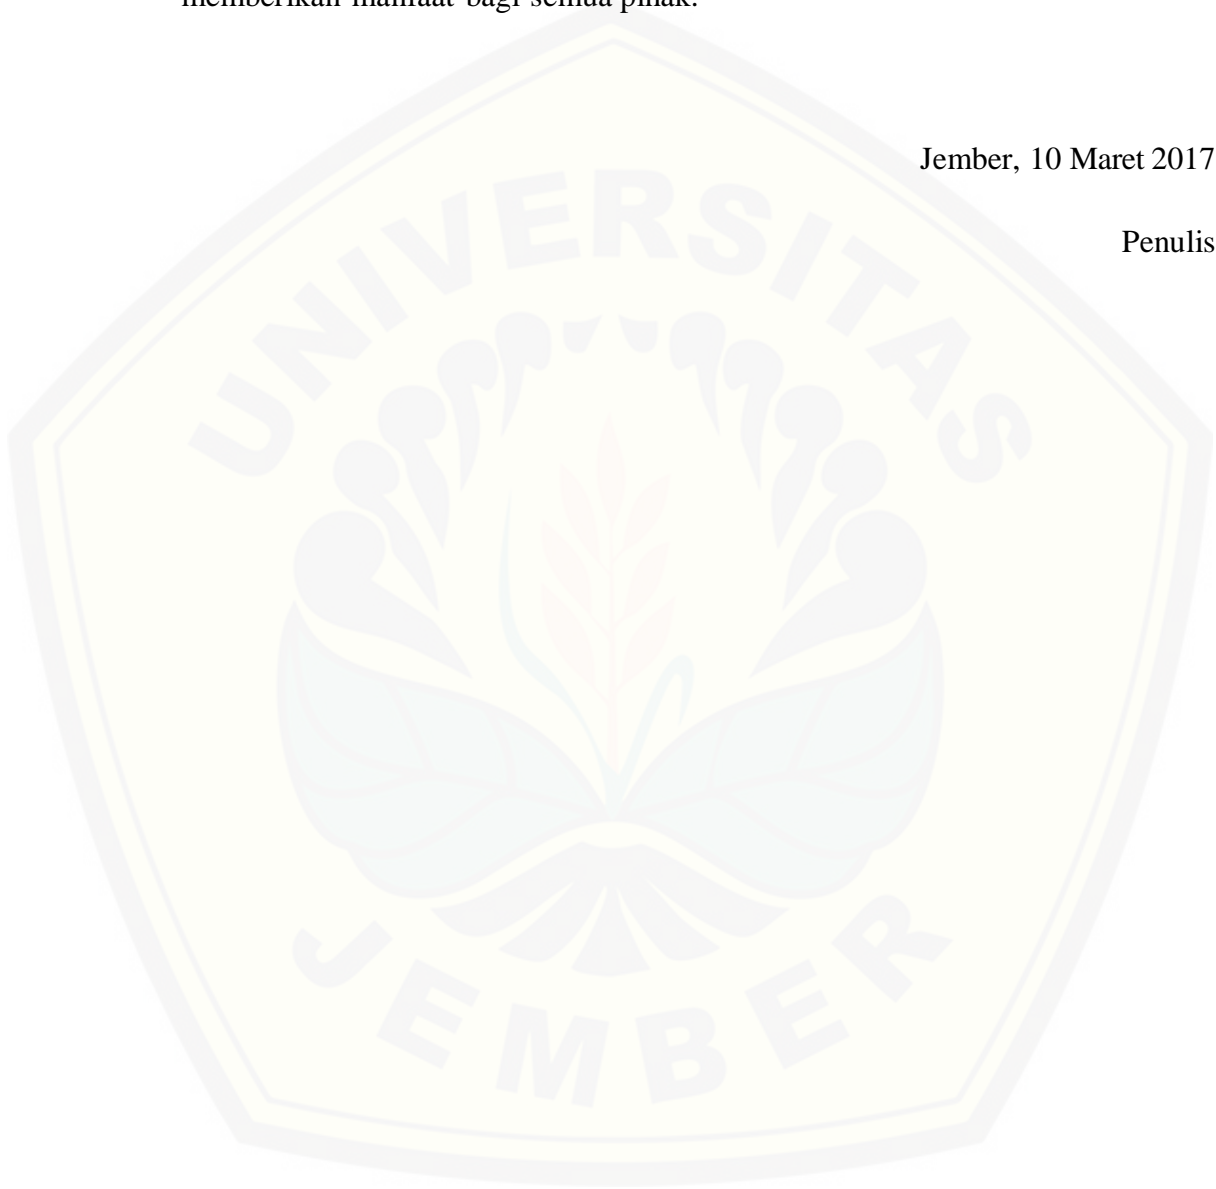 memberikan manfaat bagi semua pihak.
Jember, 10 Maret 2017
Penulis
UNIVERSITAS
JEMBER